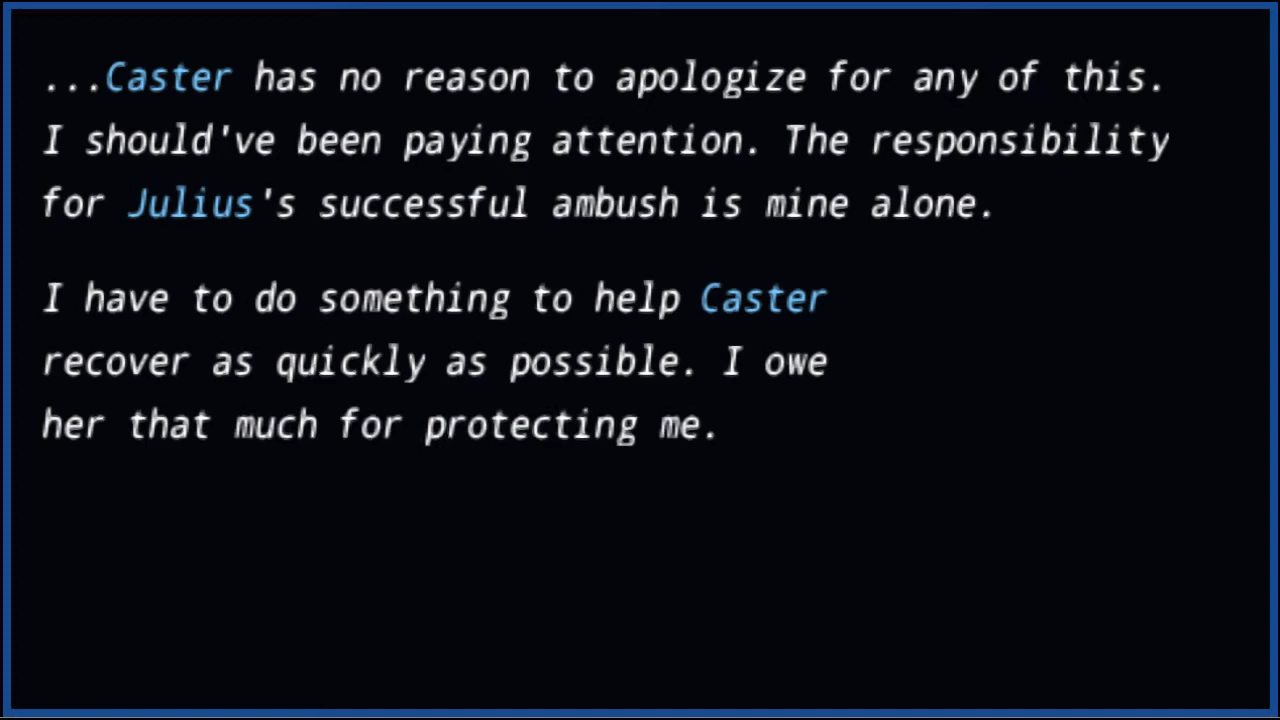 ...Caster has no reason to apologize for any of this.
I should've been paying attention. The responsibility
for Julius's successful ambush is mine alone.
I have to do something to help Caster
recover as quickly as possible. I owe
her that much for protecting me.